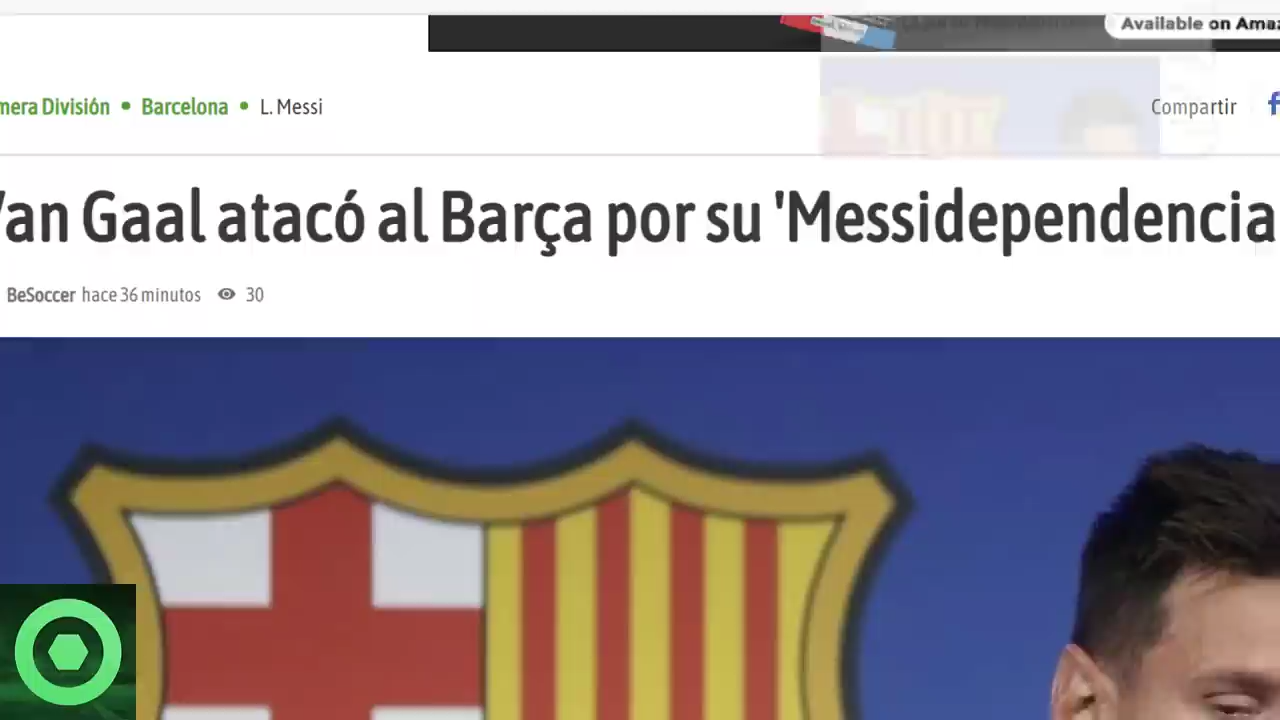 Available on Amaz
mera División • Barcelona • L. Messi
Compartir
Van Gaal atacó al Barça por su 'Messidependencia
BeSoccer hace 36 minutos 30